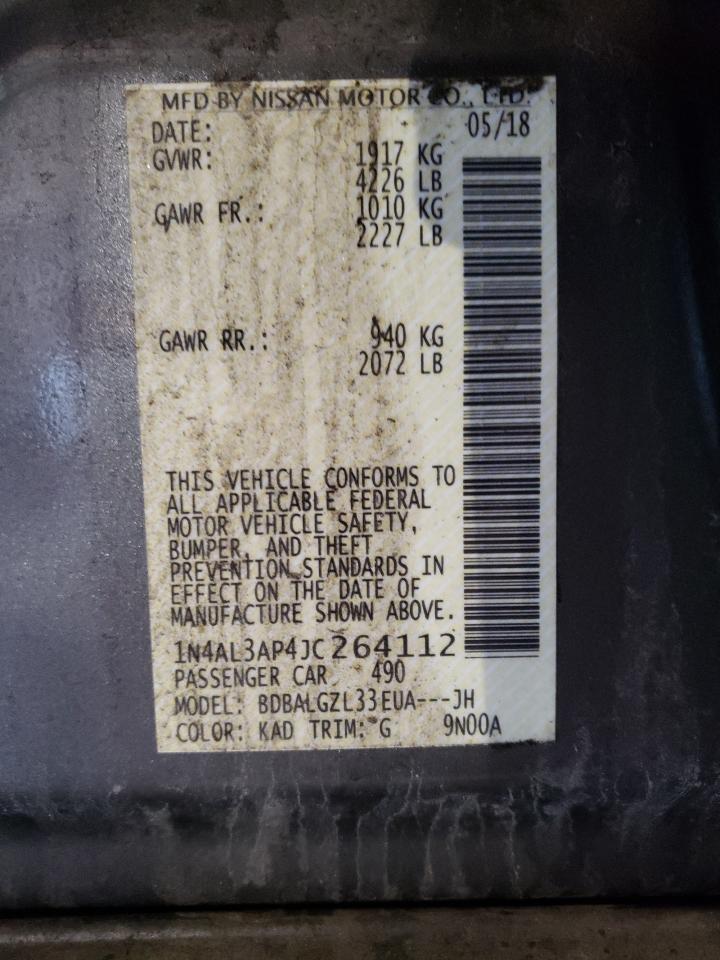 MFD BY NISSAN MOTOR CO., LTD.
DATE: 05/18
GVWR: 1917 KG
4226 LB
GAWR FR.: 1010 KG
2227 LB
GAWR RR.: 940 KG
2072 LB
THIS VEHICLE CONFORMS TO
ALL APPLICABLE FEDERAL
MOTOR VEHICLE SAFETY,
BUMPER, AND THEFT
PREVENTION STANDARDS IN
EFFECT ON THE DATE OF
MANUFACTURE SHOWN ABOVE.
1N4AL3AP4JC264112
PASSENGER CAR 490
MODEL: BDBALGZL33EUA---JH
COLOR: KAD TRIM: G 9N00A